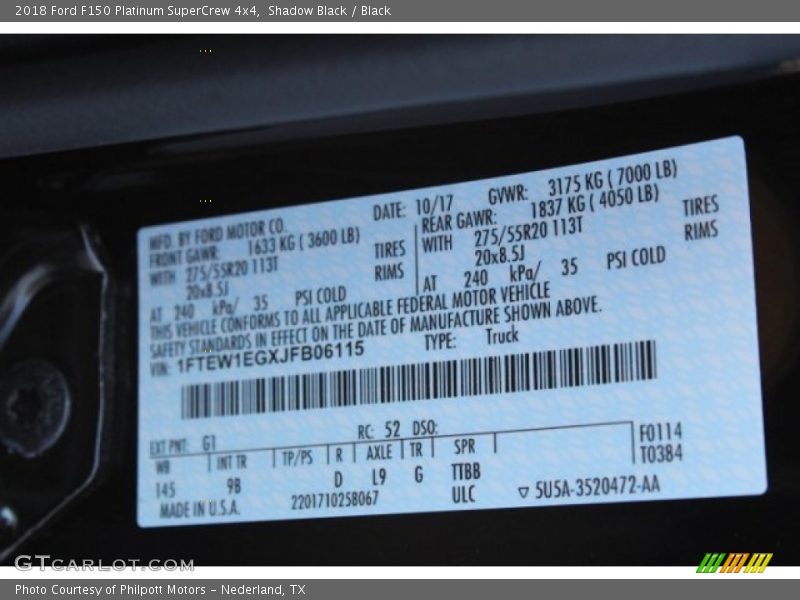 2018 Ford F150 Platinum SuperCrew 4x4, Shadow Black / Black
MFD. BY FORD MOTOR CO. DATE: 10/17 GVWR: 3175 KG ( 7000 LB)
FRONT GAWR: 1633 KG ( 3600 LB) REAR GAWR: 1837 KG ( 4050 LB)
WITH 275/55R20 113T TIRES WITH 275/55R20 113T TIRES
20x8.5J RIMS 20x8.5J RIMS
AT 240 kPa/ 35 PSI COLD AT 240 kPa/ 35 PSI COLD
THIS VEHICLE CONFORMS TO ALL APPLICABLE FEDERAL MOTOR VEHICLE
SAFETY STANDARDS IN EFFECT ON THE DATE OF MANUFACTURE SHOWN ABOVE.
VIN: 1FTEW1EGXJFB06115 TYPE: Truck
EXT PNT: G1 RC: 52 DSO: F0114
WB INT TR TP/PS R AXLE TR SPR T0384
145 9B D L9 G TTBB
MADE IN U.S.A. 220171025B067 ULC ▽ 5U5A-3520472-AA
GTCARLOT.COM
Photo Courtesy of Philpott Motors – Nederland, TX